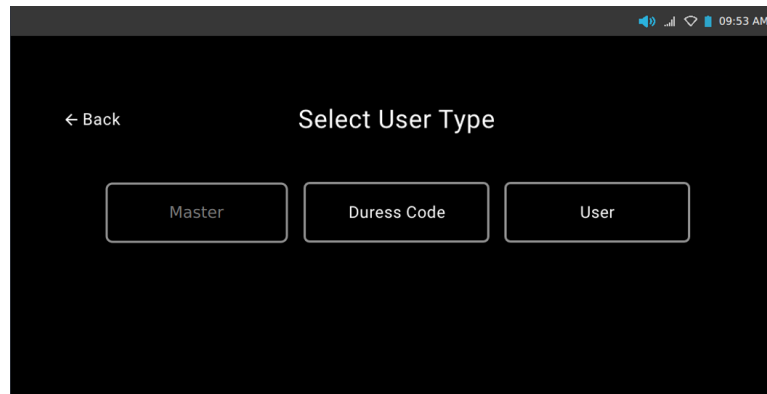 09:53 AM
← Back
Select User Type
Master
Duress Code
User